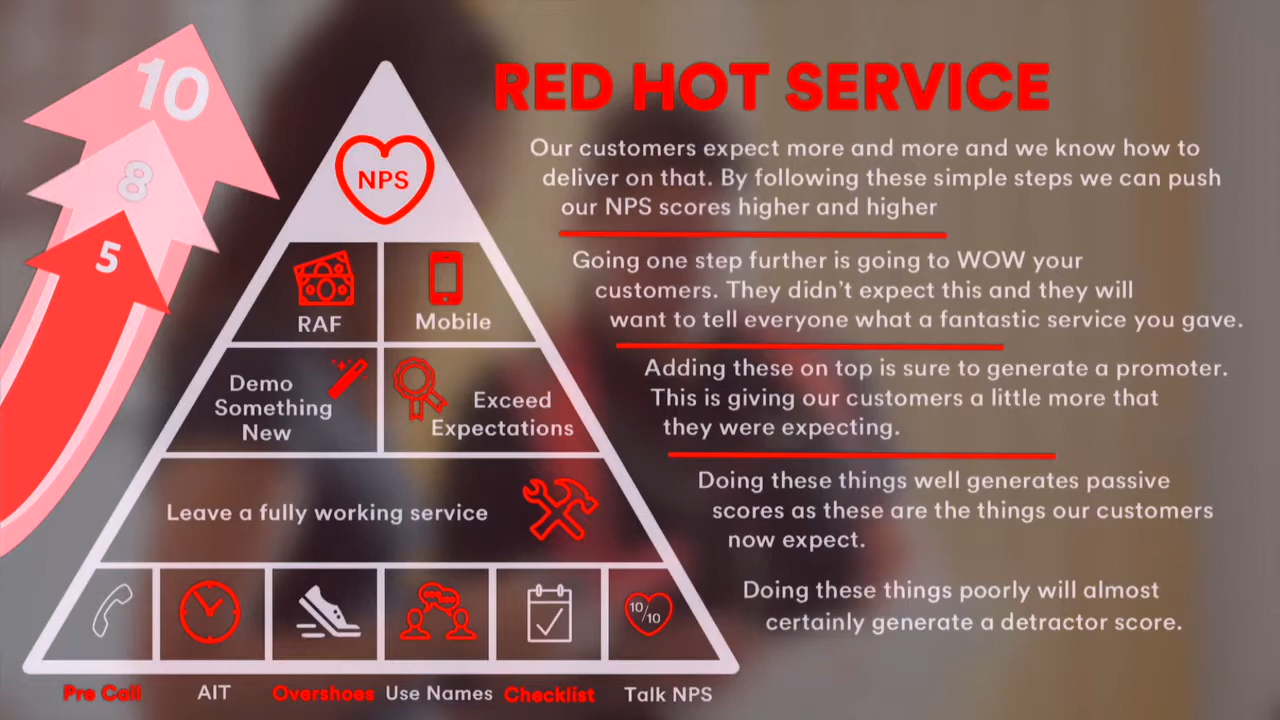 RED HOT SERVICE
10
8
5
NPS
Our customers expect more and more and we know how to
deliver on that. By following these simple steps we can push
our NPS scores higher and higher
RAF
Mobile
Going one step further is going to WOW your
customers. They didn't expect this and they will
want to tell everyone what a fantastic service you gave.
Demo
Something
New
Exceed
Expectations
Adding these on top is sure to generate a promoter.
This is giving our customers a little more that
they were expecting.
Leave a fully working service
Doing these things well generates passive
scores as these are the things our customers
now expect.
10/10
Doing these things poorly will almost
certainly generate a detractor score.
Pre Call
AIT
Overshoes
Use Names
Checklist
Talk NPS